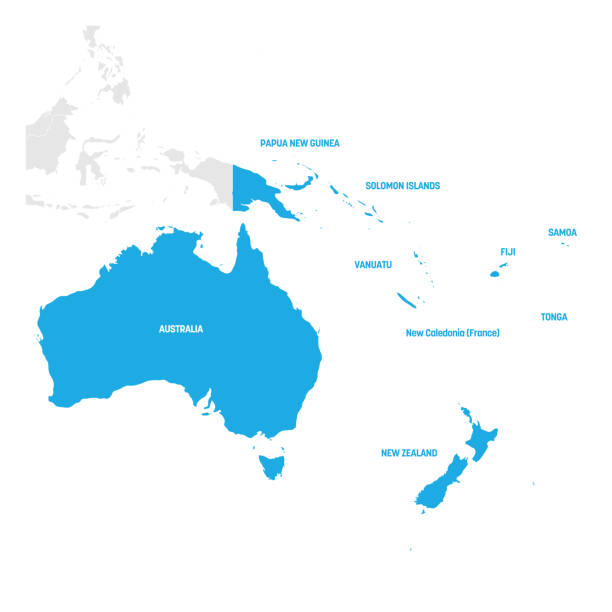 PAPUA NEW GUINEA
SOLOMON ISLANDS
SAMOA
FIJI
VANUATU
TONGA
AUSTRALIA
New Caledonia (France)
NEW ZEALAND